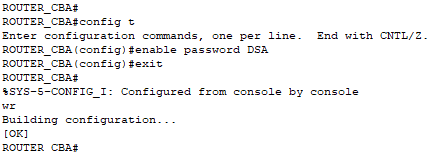 ROUTER_CBA#
ROUTER_CBA#config t
Enter configuration commands, one per line.  End with CNTL/Z.
ROUTER_CBA(config)#enable password DSA
ROUTER_CBA(config)#exit
ROUTER_CBA#
%SYS-5-CONFIG_I: Configured from console by console
wr
Building configuration...
[OK]
ROUTER_CBA#